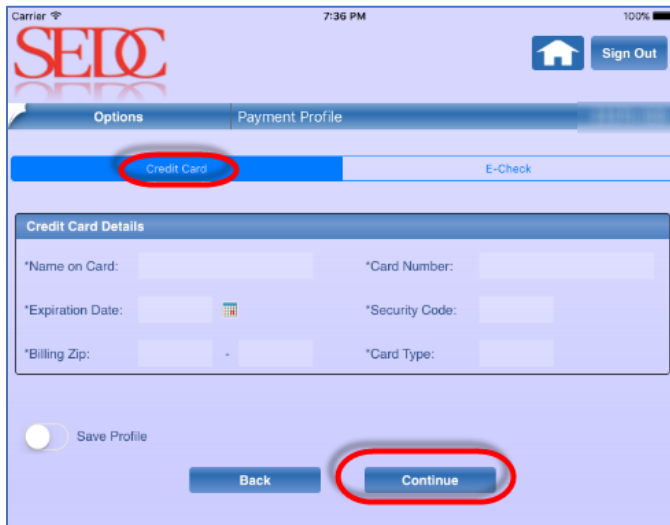 Carrier 7:36 PM 100%
SEDC
Sign Out
Options Payment Profile
Credit Card E-Check
Credit Card Details
*Name on Card: *Card Number:
*Expiration Date: *Security Code:
*Billing Zip: - *Card Type:
Save Profile
Back Continue